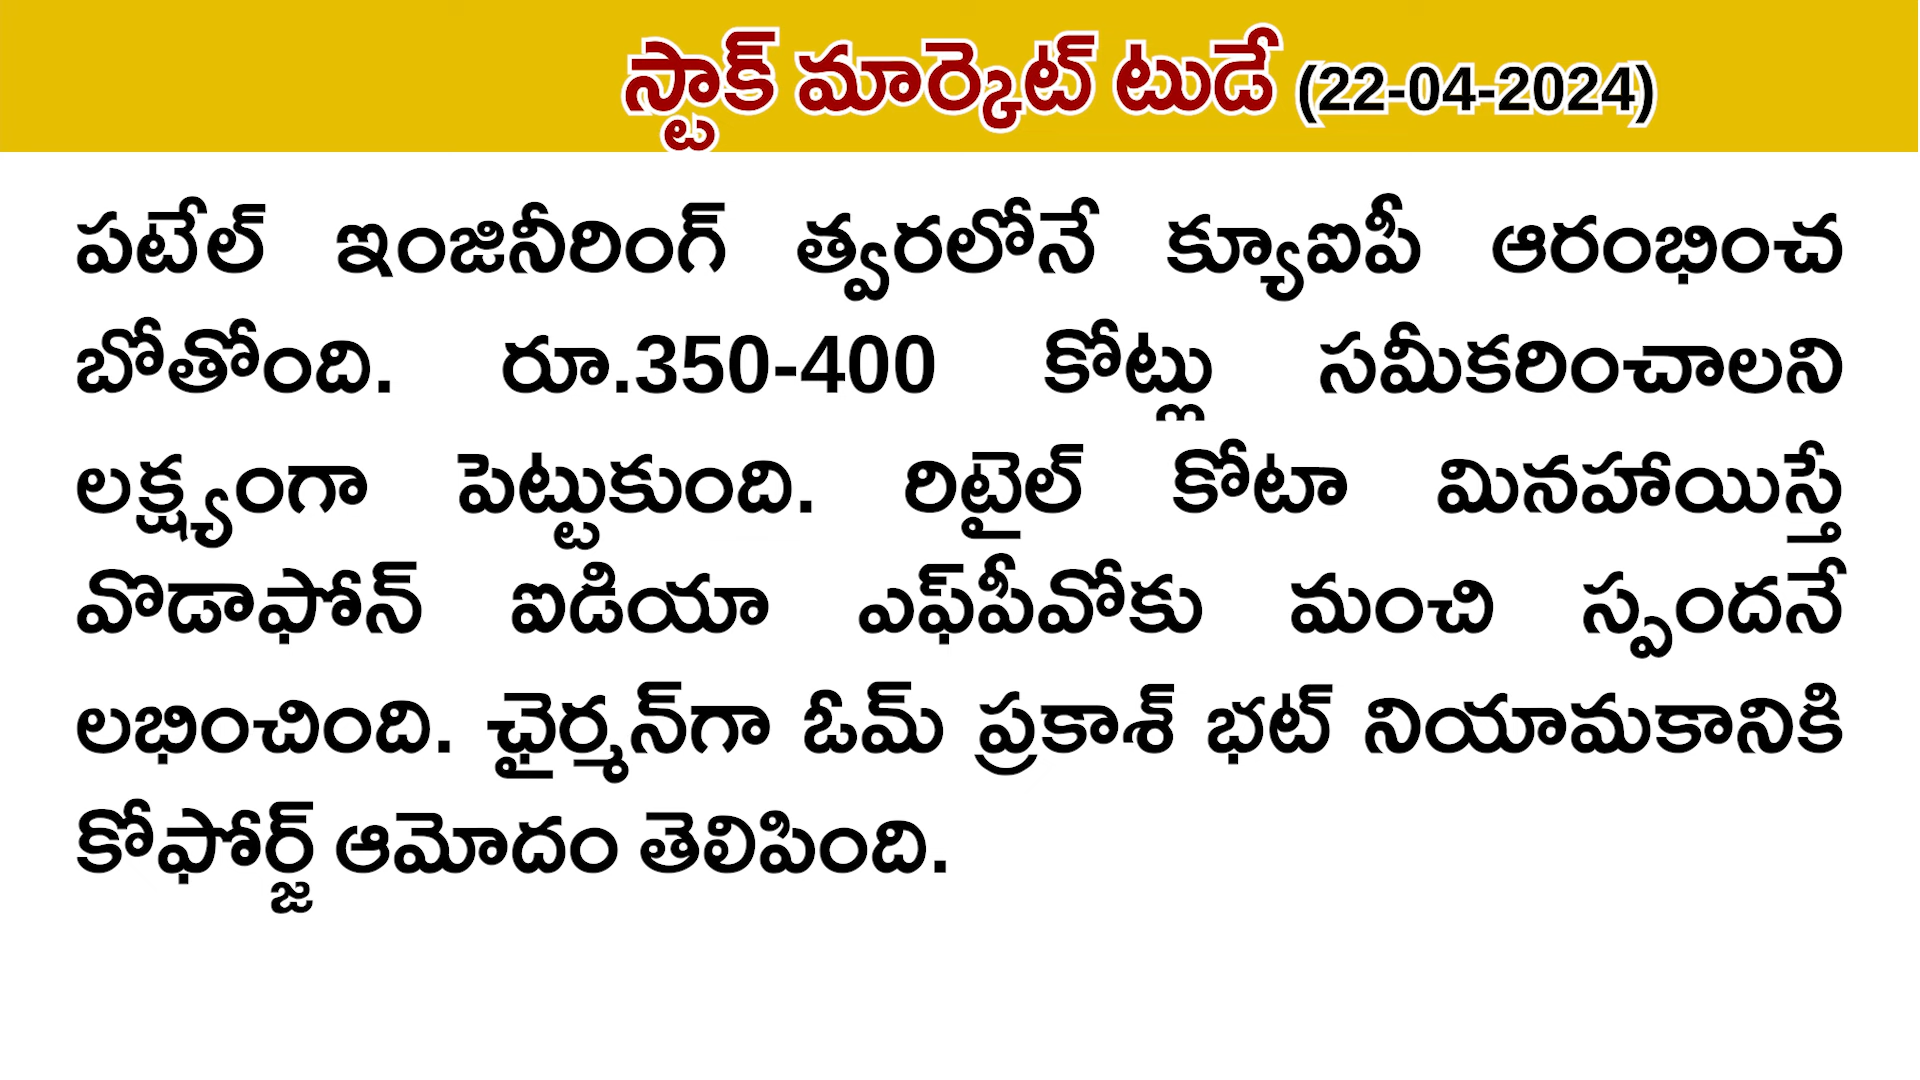 స్టాక్ మార్కెట్ టుడే (22-04-2024)
పటేల్ ఇంజినీరింగ్ త్వరలోనే క్యూఐపీ ఆరంభించ
బోతోంది. రూ.350-400 కోట్లు సమీకరించాలని
లక్ష్యంగా పెట్టుకుంది. రిటైల్ కోటా మినహాయిస్తే
వొడాఫోన్ ఐడియా ఎఫ్‌పీవోకు మంచి స్పందనే
లభించింది. ఛైర్మన్‌గా ఓమ్ ప్రకాశ్ భట్ నియామకానికి
కోఫోర్జ్ ఆమోదం తెలిపింది.